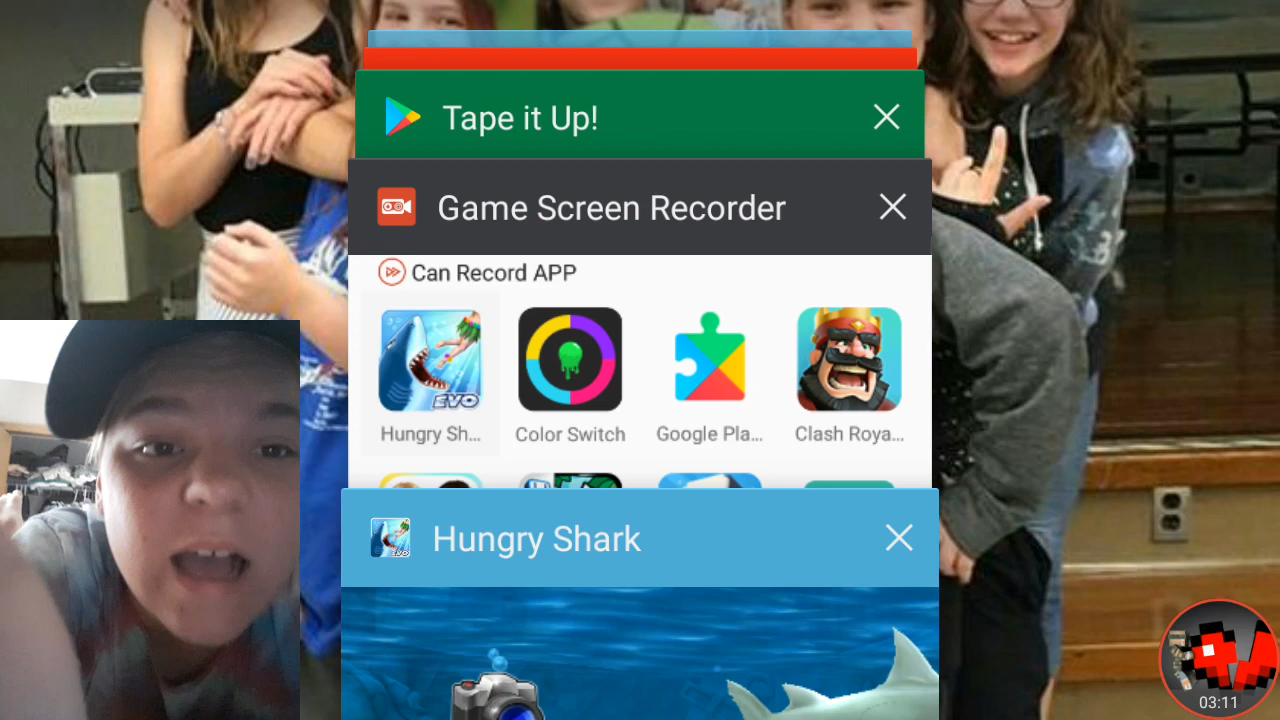 Tape it Up!
Game Screen Recorder
Can Record APP
EVO
Hungry Sh...
Color Switch
Google Pla...
Clash Roya...
Hungry Shark
03:11